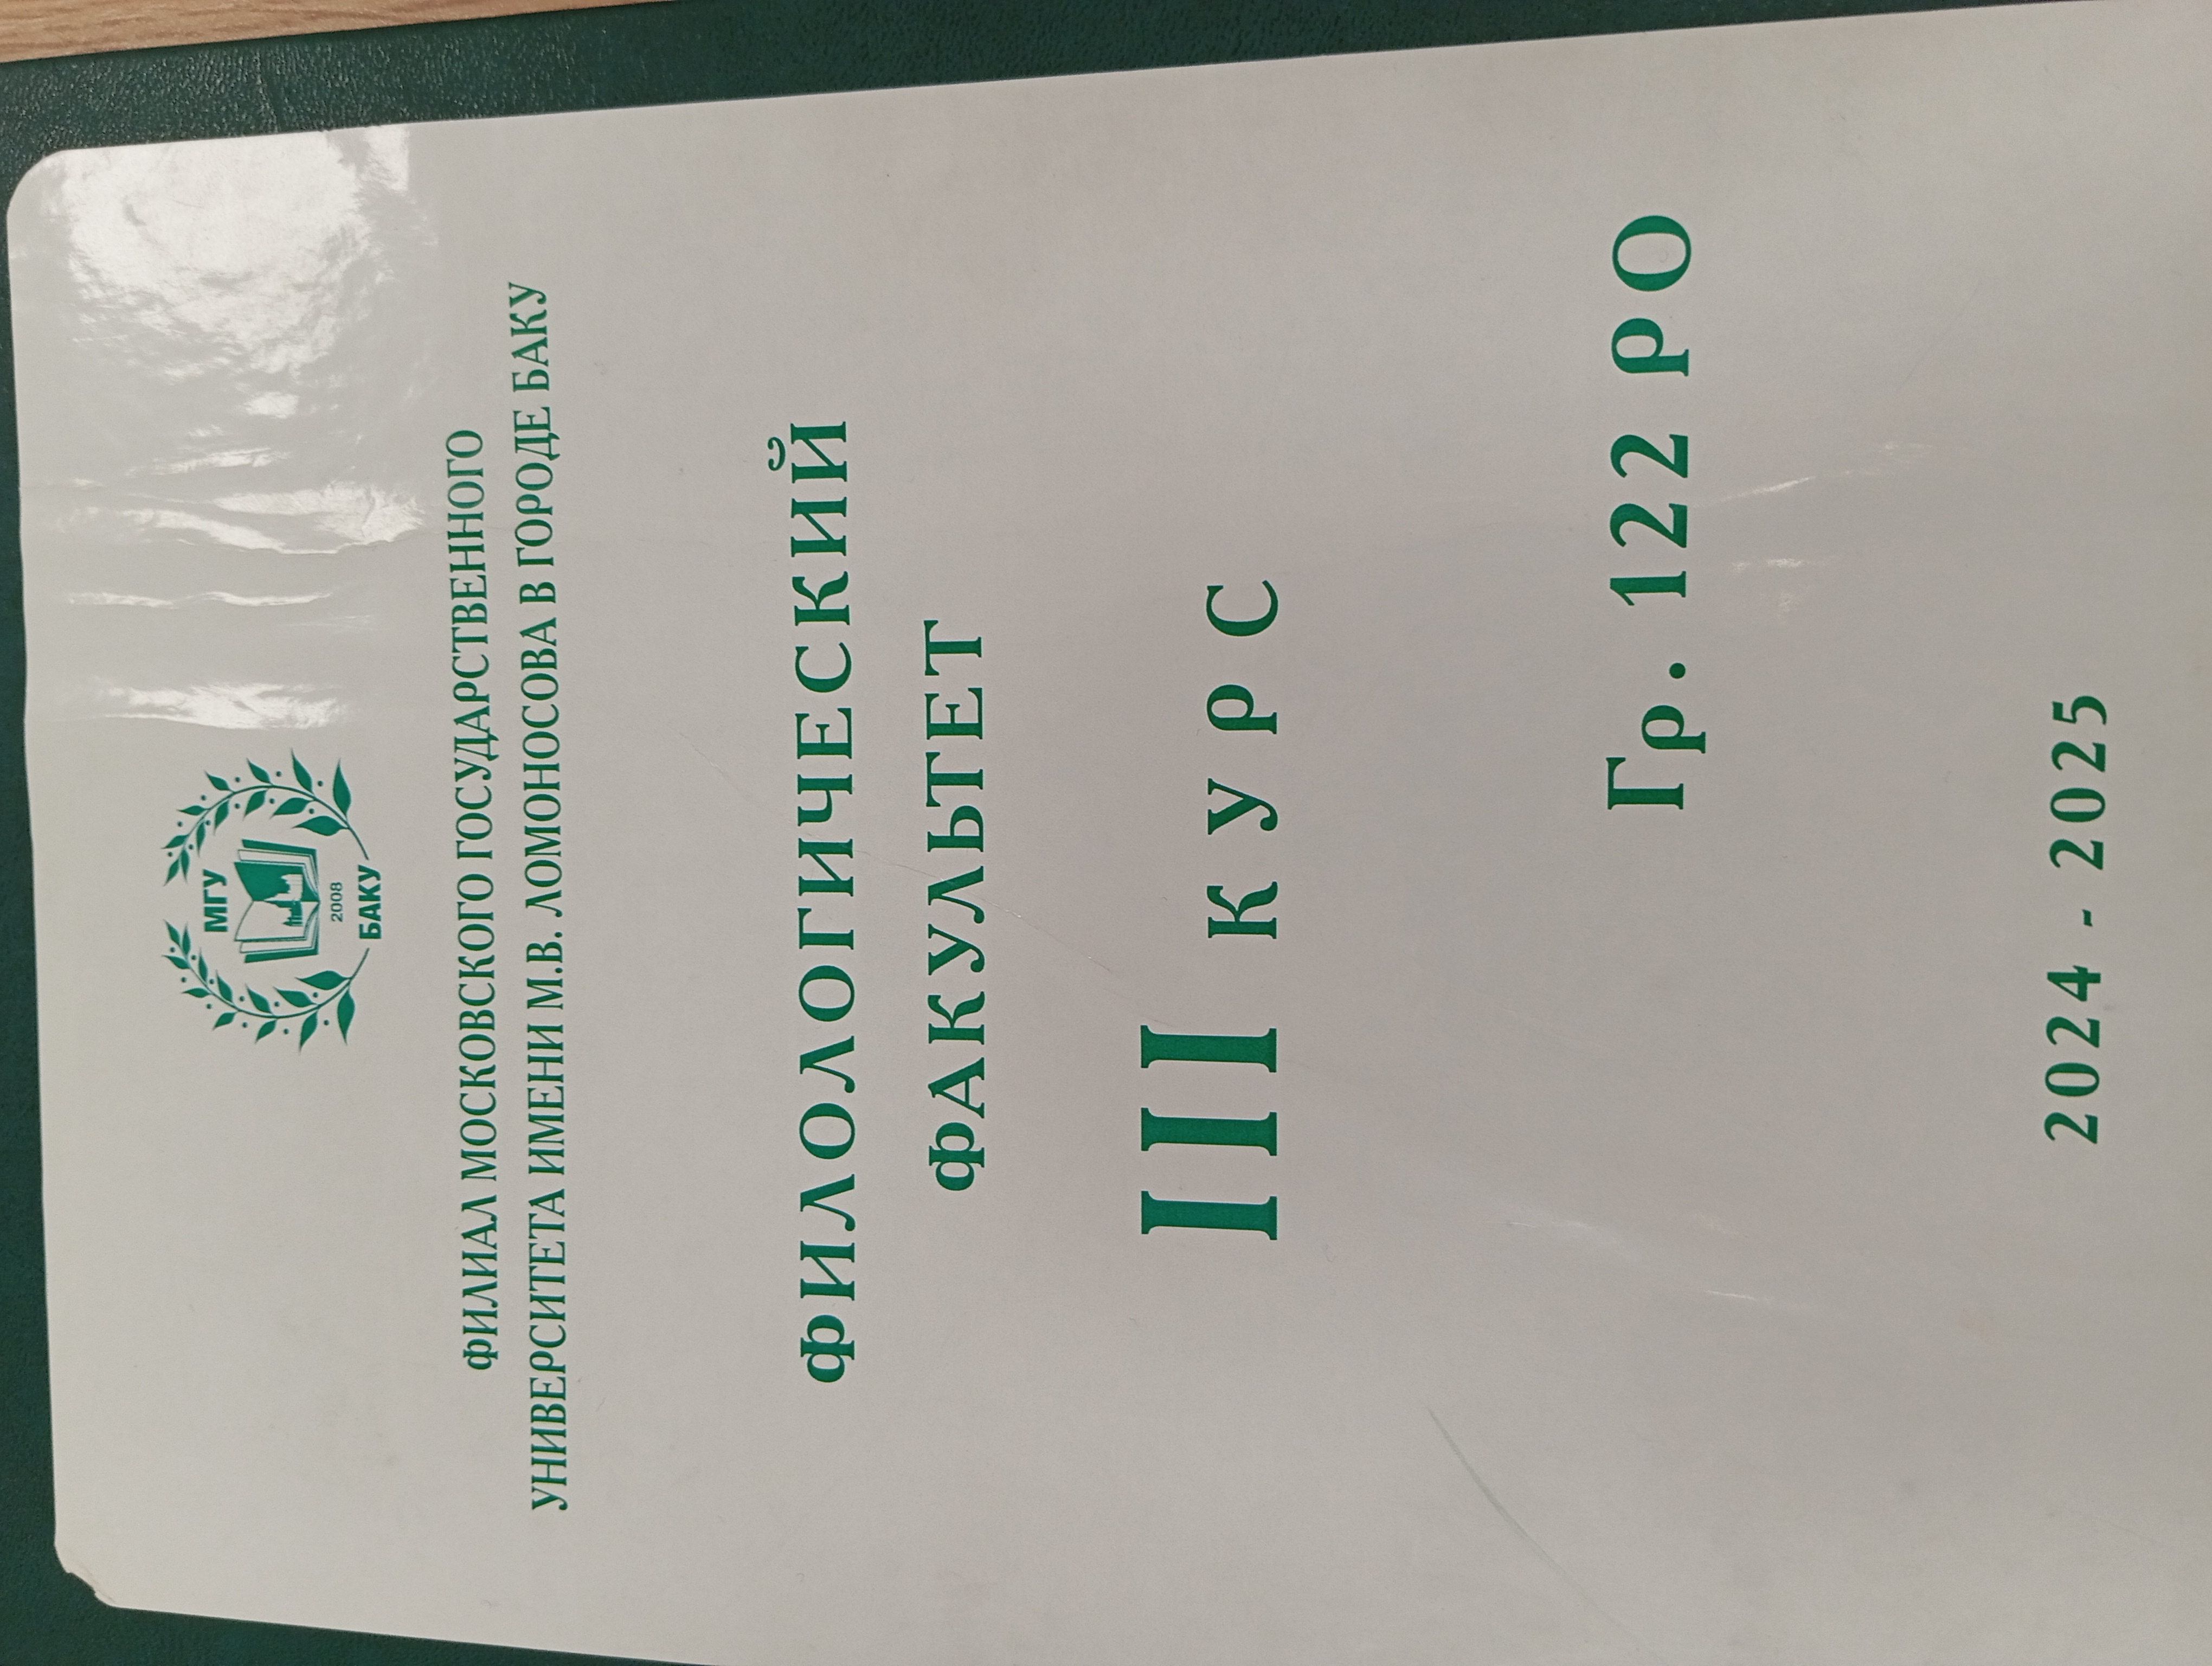 МГУ
2008
БАКУ
ФИЛИАЛ МОСКОВСКОГО ГОСУДАРСТВЕННОГО
УНИВЕРСИТЕТА ИМЕНИ М.В. ЛОМОНОСОВА В ГОРОДЕ БАКУ
ФИЛОЛОГИЧЕСКИЙ
ФАКУЛЬТЕТ
III курс
Гр. 122 РО
2024 - 2025